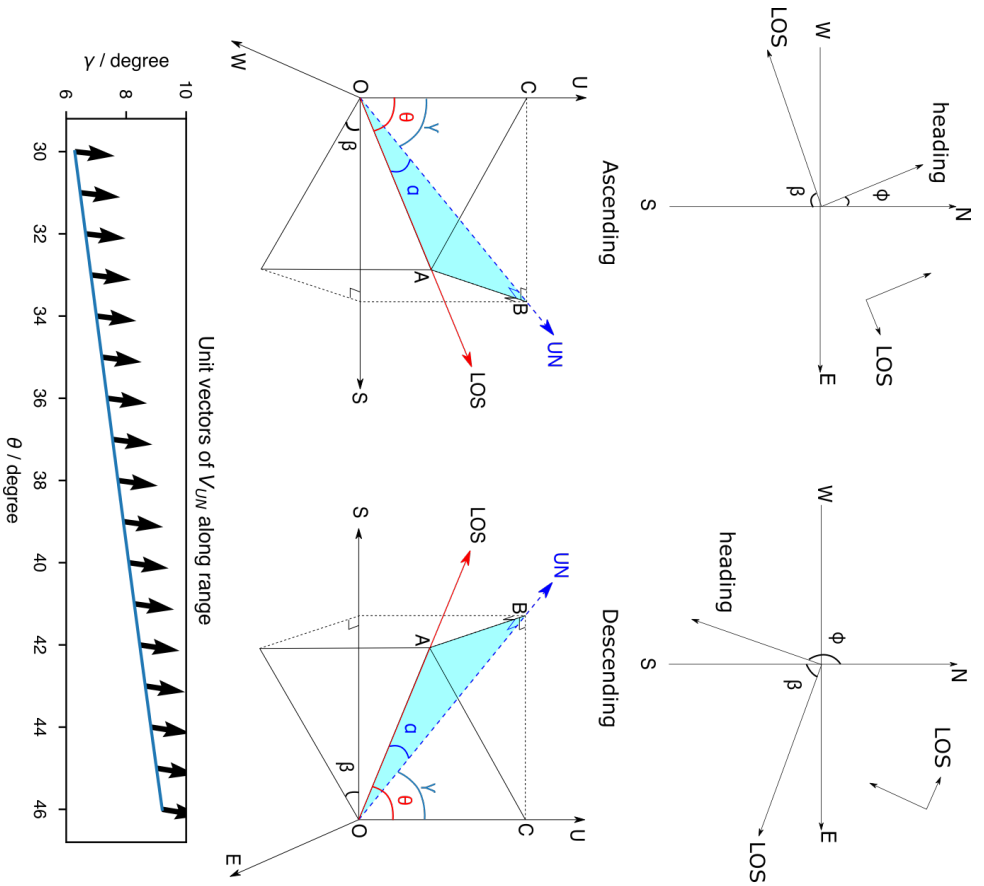 N
heading
LOS
ϕ
W
E
β
LOS
S
N
LOS
ϕ
W
E
β
heading
LOS
S
Ascending
Descending
U
UN
C
B
LOS
γ
θ
α
A
O
β
S
W
U
UN
B
C
LOS
γ
θ
α
A
S
O
β
E
Unit vectors of V_UN along range
10
8
6
γ / degree
30 32 34 36 38 40 42 44 46
θ / degree